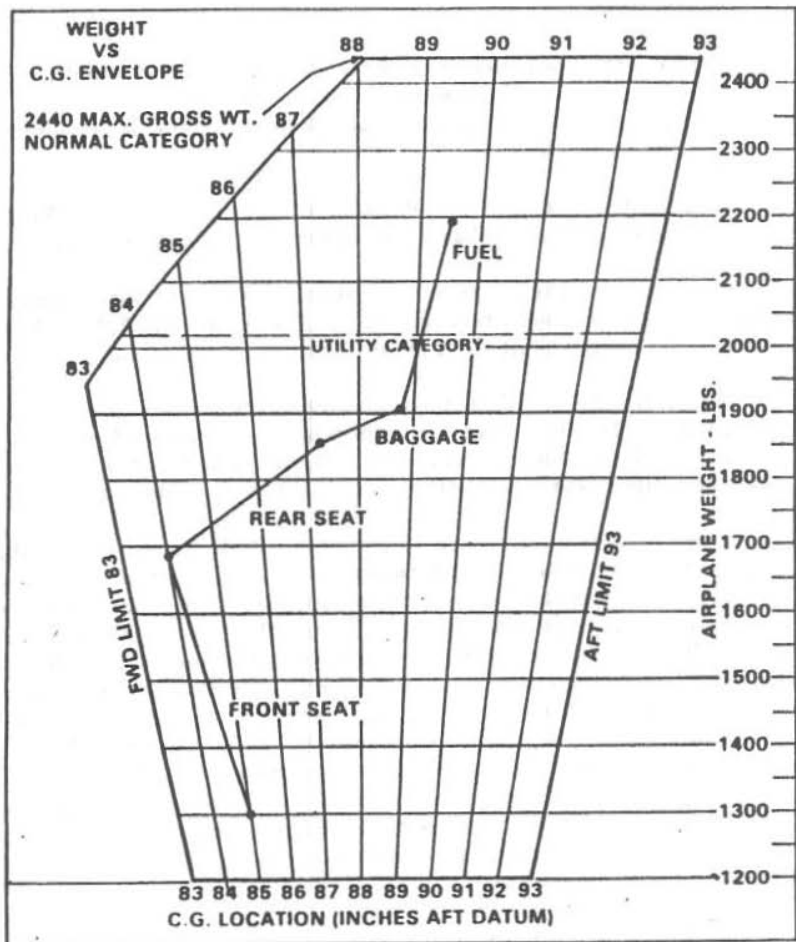 WEIGHT
VS
C.G. ENVELOPE
88 89 90 91 92 93
2440 MAX. GROSS WT.
NORMAL CATEGORY
87
86
85
84
83
2400
2300
2200
2100
2000
1900
1800
1700
1600
1500
1400
1300
1200
FUEL
UTILITY CATEGORY
BAGGAGE
REAR SEAT
FRONT SEAT
FWD LIMIT 83
AFT LIMIT 93
AIRPLANE WEIGHT - LBS.
83 84 85 86 87 88 89 90 91 92 93
C.G. LOCATION (INCHES AFT DATUM)